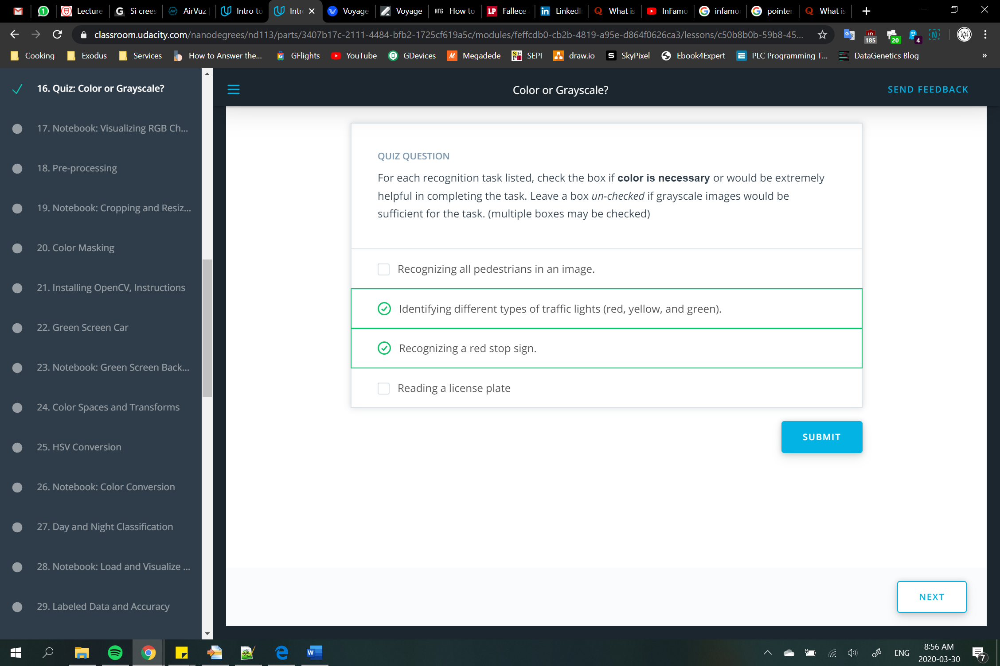 Lecture
Si crees
AirVūz
Intro to
Intr
Voyage
Voyage
HTG How to
LP Fallece
LinkedI
What is
InFamo
infamo
pointer
What is
classroom.udacity.com/nanodegrees/nd113/parts/3407b17c-2111-4484-bfb2-1725cf619a5c/modules/feffcdb0-cb2b-4819-a95e-d864f0626ca3/lessons/c50b8b0b-59b8-45...
185
20
4
Cooking
Exodus
Services
How to Answer the...
GFlights
YouTube
GDevices
Megadede
SEPI
draw.io
SkyPixel
Ebook4Expert
PLC Programming T...
DataGenetics Blog
»
16. Quiz: Color or Grayscale?
17. Notebook: Visualizing RGB Ch...
18. Pre-processing
19. Notebook: Cropping and Resiz...
20. Color Masking
21. Installing OpenCV, Instructions
22. Green Screen Car
23. Notebook: Green Screen Back...
24. Color Spaces and Transforms
25. HSV Conversion
26. Notebook: Color Conversion
27. Day and Night Classification
28. Notebook: Load and Visualize ...
29. Labeled Data and Accuracy
Color or Grayscale?
SEND FEEDBACK
QUIZ QUESTION
For each recognition task listed, check the box if color is necessary or would be extremely
helpful in completing the task. Leave a box un-checked if grayscale images would be
sufficient for the task. (multiple boxes may be checked)
Recognizing all pedestrians in an image.
Identifying different types of traffic lights (red, yellow, and green).
Recognizing a red stop sign.
Reading a license plate
SUBMIT
NEXT
ENG
8:56 AM
2020-03-30
7